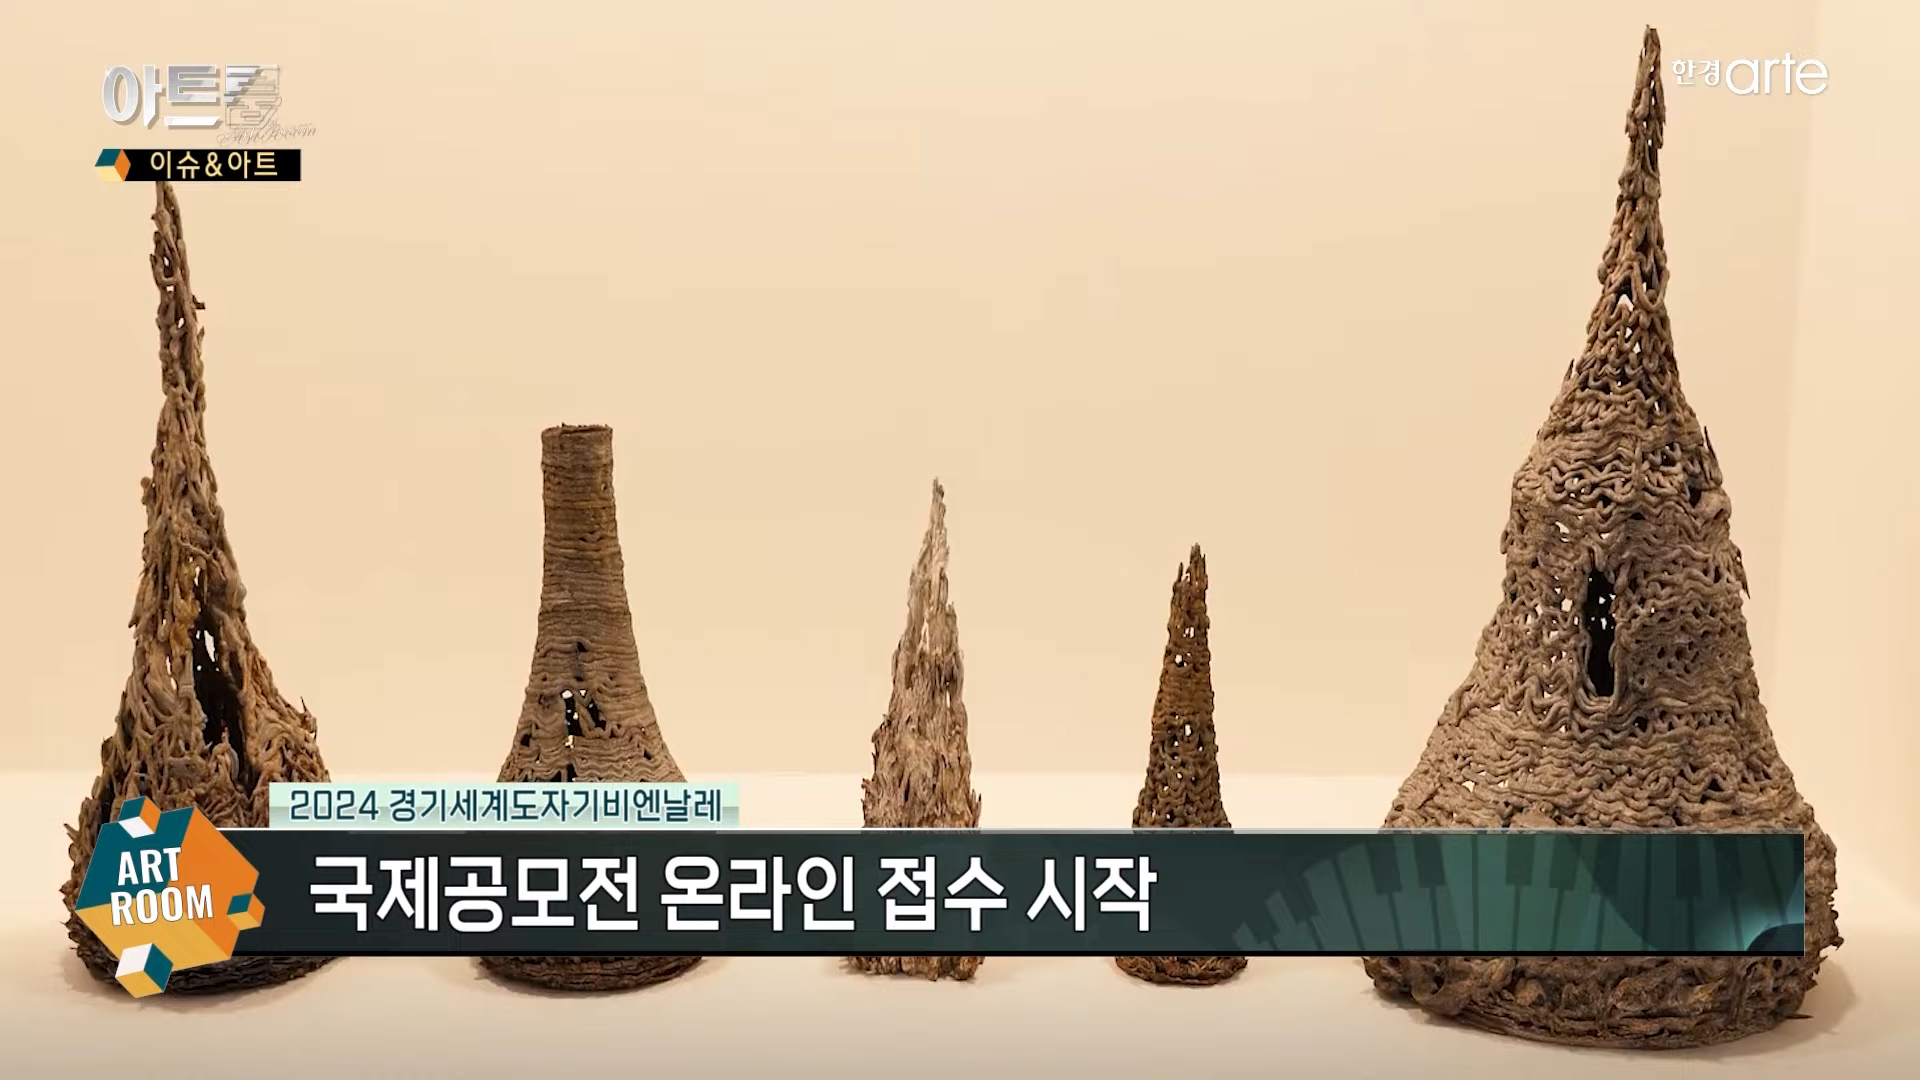 아트룸
Art Room
이슈&아트
한경arte
2024 경기세계도자기비엔날레
ART
ROOM
국제공모전 온라인 접수 시작